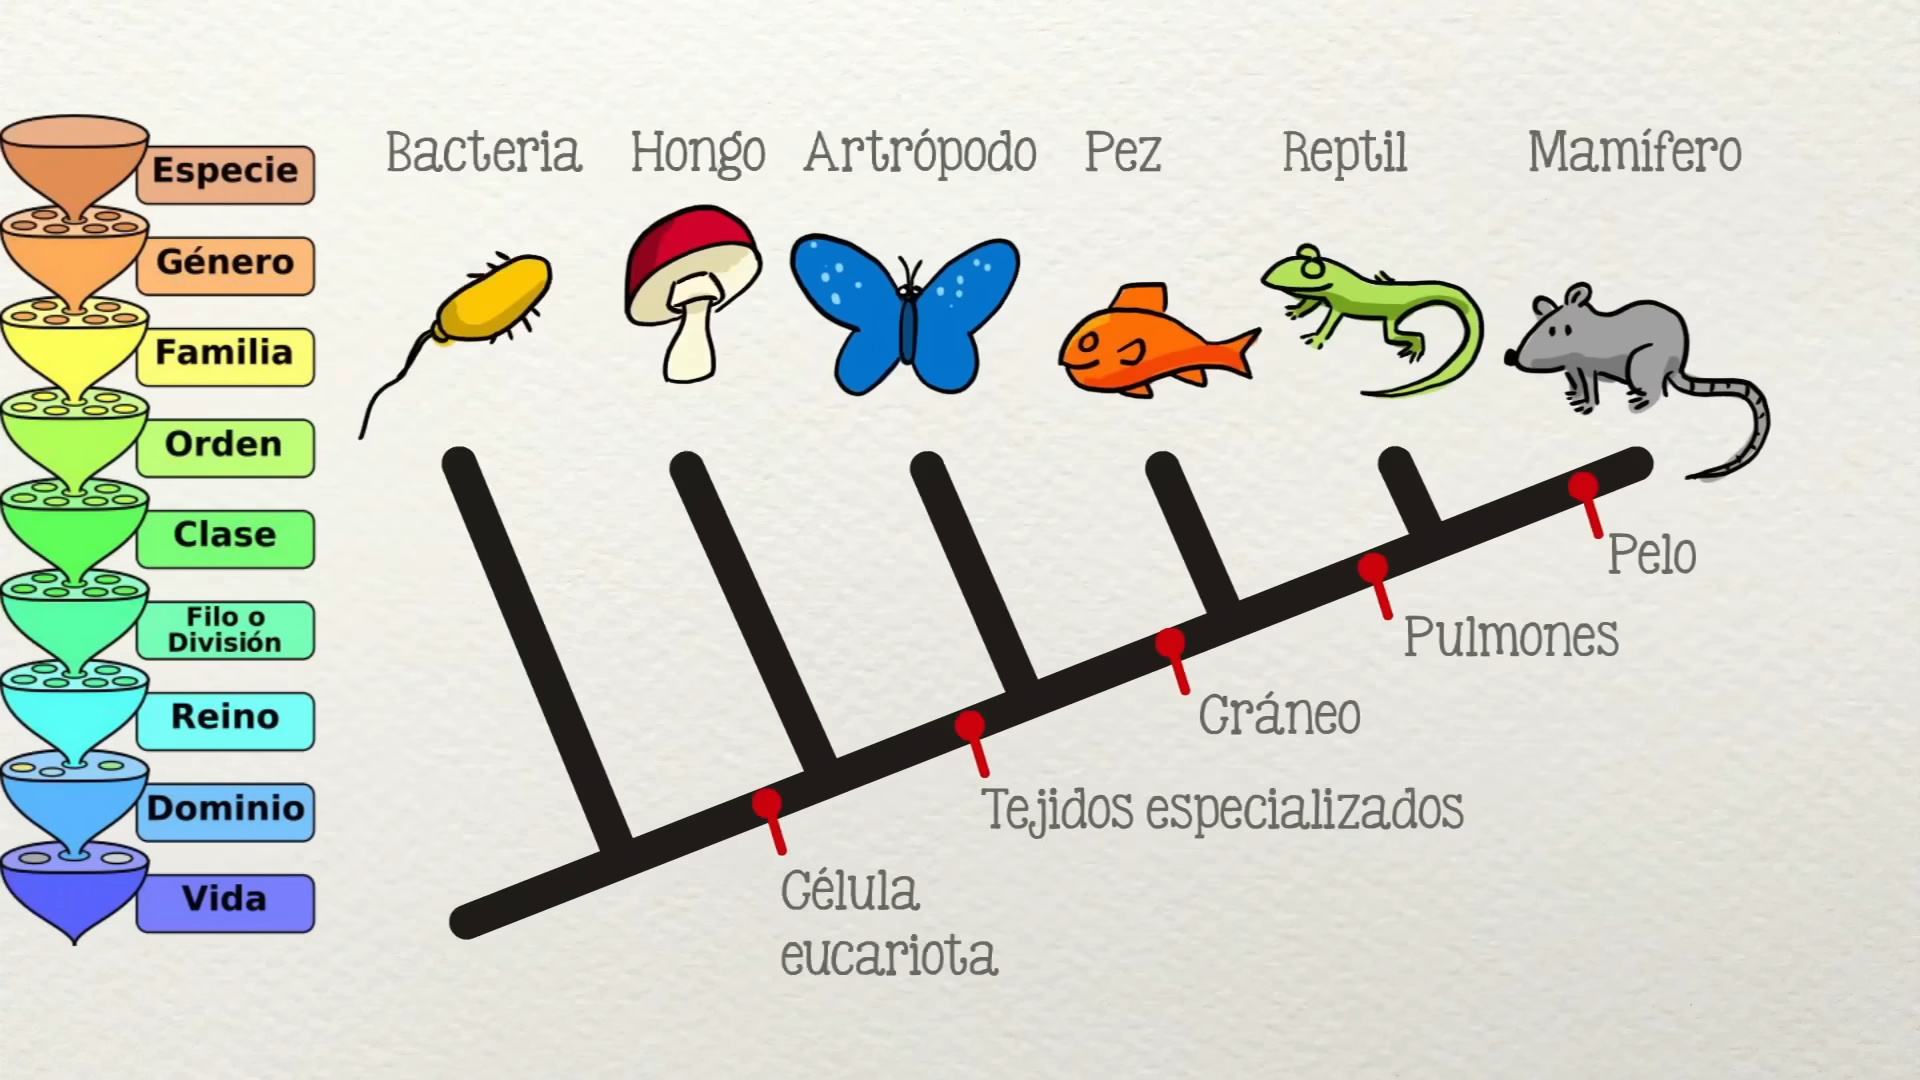 Especie
Género
Familia
Orden
Clase
Filo o
División
Reino
Dominio
Vida
Bacteria
Hongo
Artrópodo
Pez
Reptil
Mamífero
Pelo
Pulmones
Cráneo
Tejidos especializados
Célula
eucariota